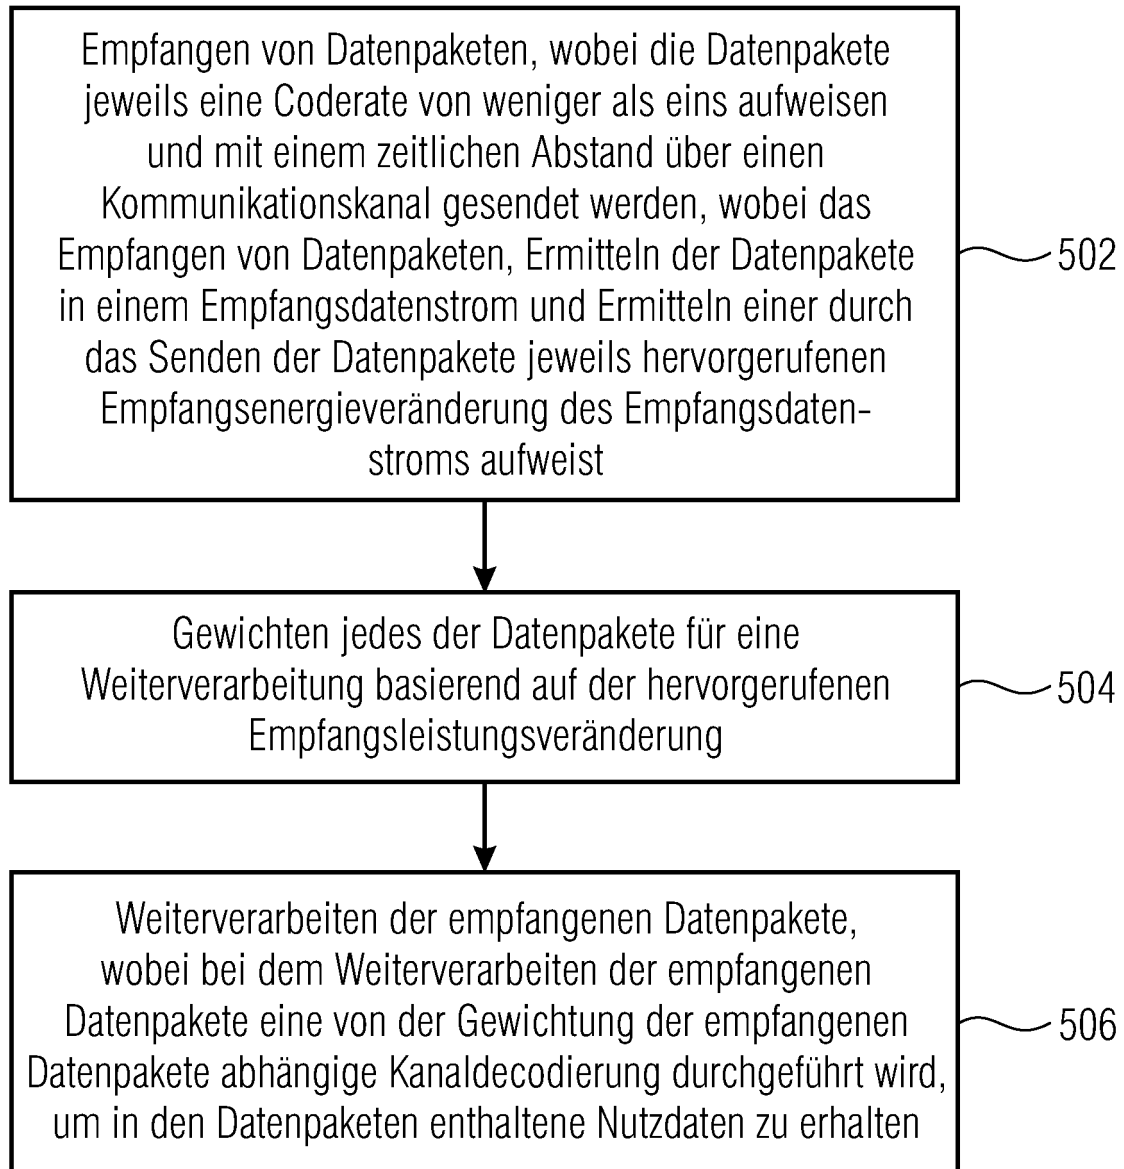 Empfangen von Datenpaketen, wobei die Datenpakete
jeweils eine Coderate von weniger als eins aufweisen
und mit einem zeitlichen Abstand über einen
Kommunikationskanal gesendet werden, wobei das
Empfangen von Datenpaketen, Ermitteln der Datenpakete
in einem Empfangsdatenstrom und Ermitteln einer durch
das Senden der Datenpakete jeweils hervorgerufenen
Empfangsenergieveränderung des Empfangsdaten-
stroms aufweist
502
Gewichten jedes der Datenpakete für eine
Weiterverarbeitung basierend auf der hervorgerufenen
Empfangsleistungsveränderung
504
Weiterverarbeiten der empfangenen Datenpakete,
wobei bei dem Weiterverarbeiten der empfangenen
Datenpakete eine von der Gewichtung der empfangenen
Datenpakete abhängige Kanaldecodierung durchgeführt wird,
um in den Datenpaketen enthaltene Nutzdaten zu erhalten
506